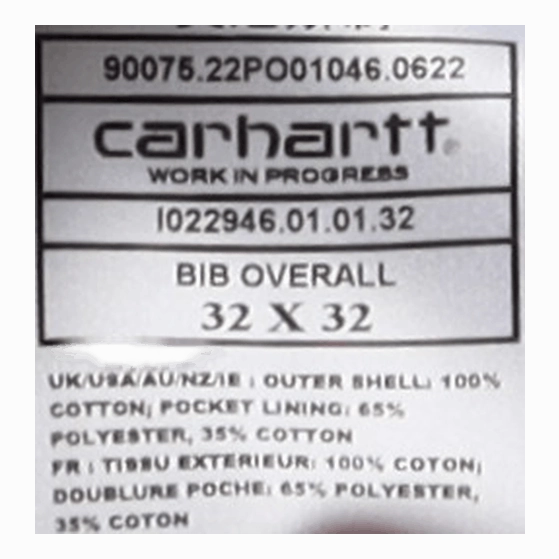 90075.22PO01046.0622
carhartt®
WORK IN PROGRESS
I022946.01.01.32
BIB OVERALL
32 X 32
UK/USA/AU/NZ/IE : OUTER SHELL: 100%
COTTON; POCKET LINING: 65%
POLYESTER, 35% COTTON
FR : TISSU EXTERIEUR: 100% COTON;
DOUBLURE POCHE: 65% POLYESTER,
35% COTON